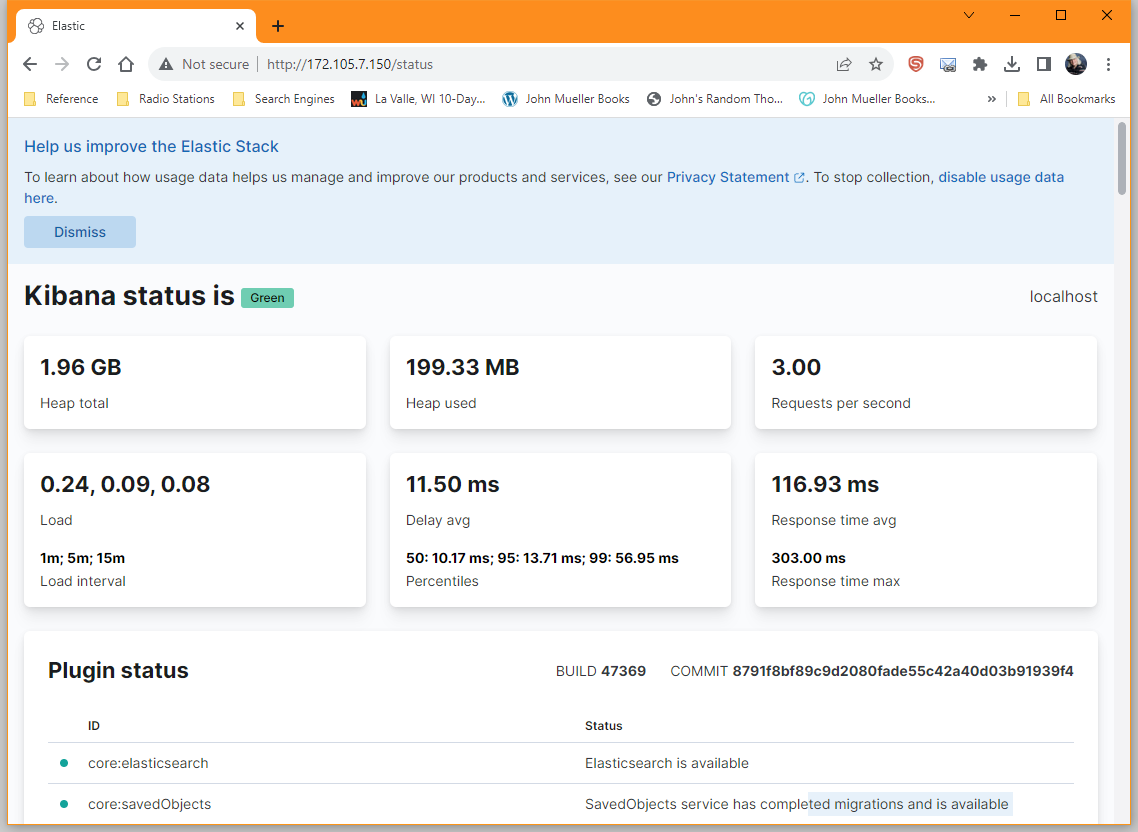 Elastic
Not secure
http://172.105.7.150/status
Reference
Radio Stations
Search Engines
La Valle, WI 10-Day...
John Mueller Books
John's Random Tho...
John Mueller Books...
»
All Bookmarks
Help us improve the Elastic Stack
To learn about how usage data helps us manage and improve our products and services, see our Privacy Statement. To stop collection, disable usage data
here.
Dismiss
Kibana status is Green
localhost
1.96 GB
Heap total
199.33 MB
Heap used
3.00
Requests per second
0.24, 0.09, 0.08
Load
1m; 5m; 15m
Load interval
11.50 ms
Delay avg
50: 10.17 ms; 95: 13.71 ms; 99: 56.95 ms
Percentiles
116.93 ms
Response time avg
303.00 ms
Response time max
Plugin status
BUILD 47369
COMMIT 8791f8bf89c9d2080fade55c42a40d03b91939f4
ID
Status
core:elasticsearch
Elasticsearch is available
core:savedObjects
SavedObjects service has completed migrations and is available